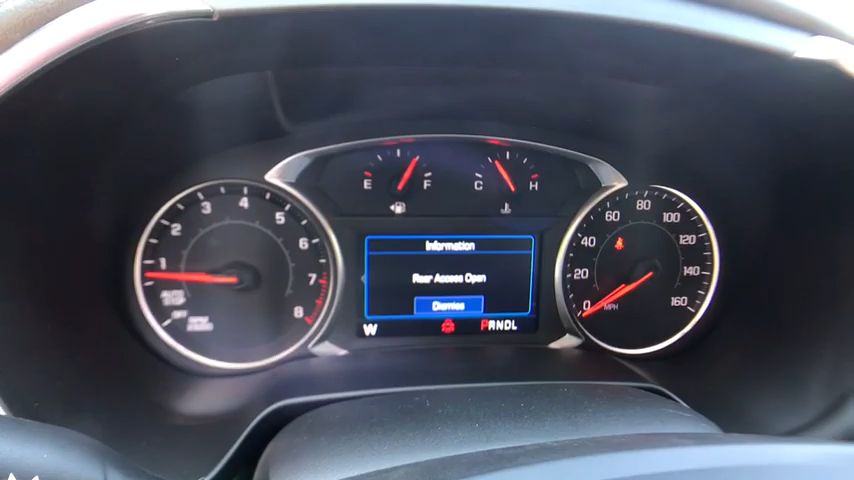 E F
C H
1 2 3 4 5 6 7 8
AUTO STOP
OFF
RPM
Information
Rear Access Open
Dismiss
W
PRNDL
0 20 40 60 80 100 120 140 160
MPH